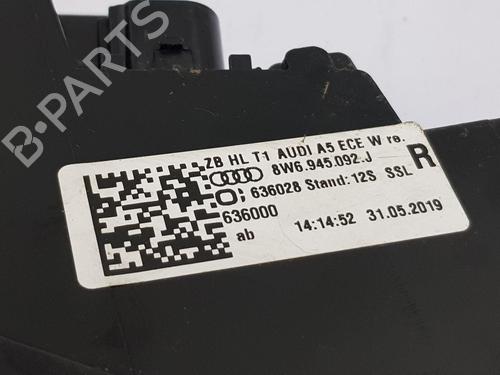 B-PARTS
ZB HL T1 AUDI A5 ECE W re.
8W6.945.092.J R
636028 Stand: 12S SSL
636000
ab 14:14:52 31.05.2019